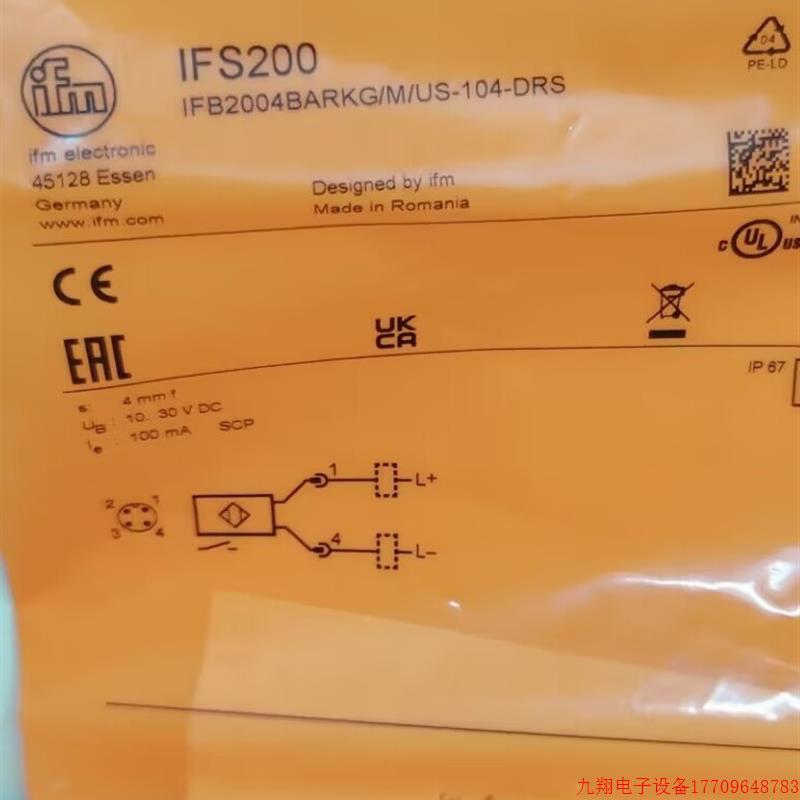 ifm
IFS200
IFB2004BARKG/M/US-104-DRS
04
PE-LD
ifm electronic
45128 Essen
Germany
www.ifm.com
Designed by ifm
Made in Romania
C UL US
CE
EAC
UK
CA
IP 67
s: 4 mm f
UB: 10.. 30 V DC
Ie: 100 mA SCP
1 L+
2 1
3 4
4 L-
九翔电子设备17709648783